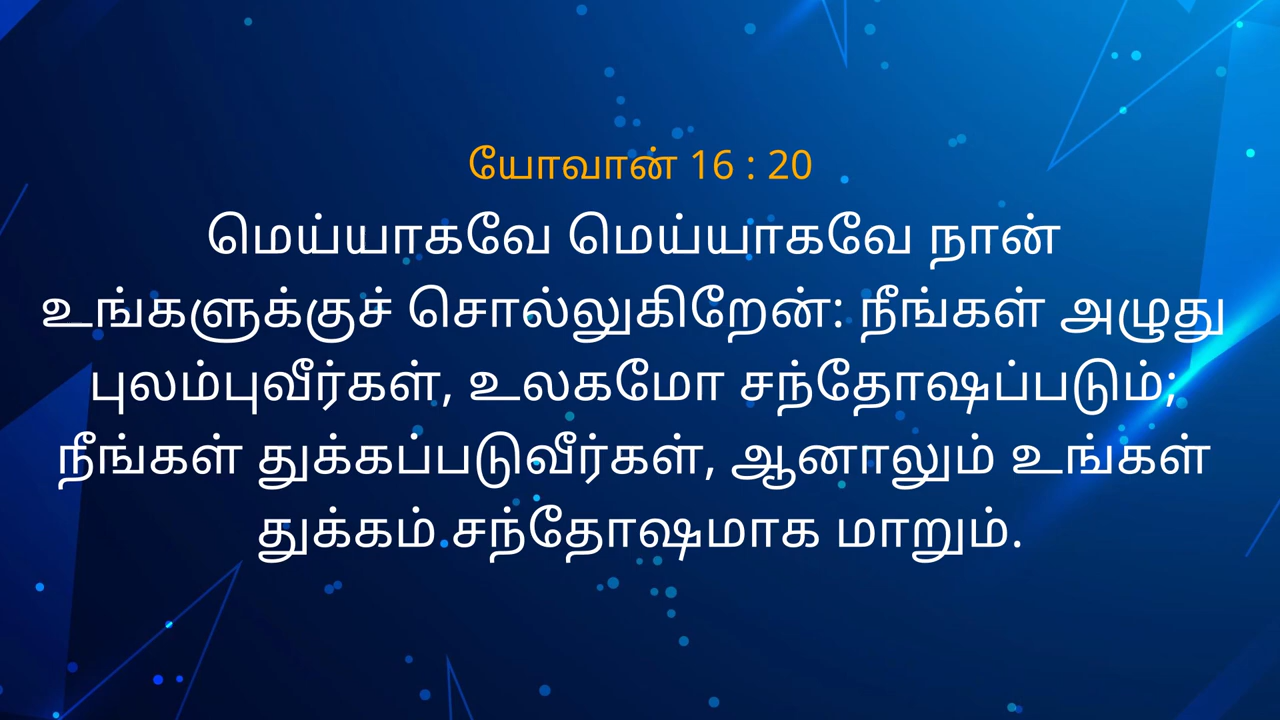 யோவான் 16 : 20
மெய்யாகவே மெய்யாகவே நான்
உங்களுக்குச் சொல்லுகிறேன்: நீங்கள் அழுது
புலம்புவீர்கள், உலகமோ சந்தோஷப்படும்;
நீங்கள் துக்கப்படுவீர்கள், ஆனாலும் உங்கள்
துக்கம் சந்தோஷமாக மாறும்.